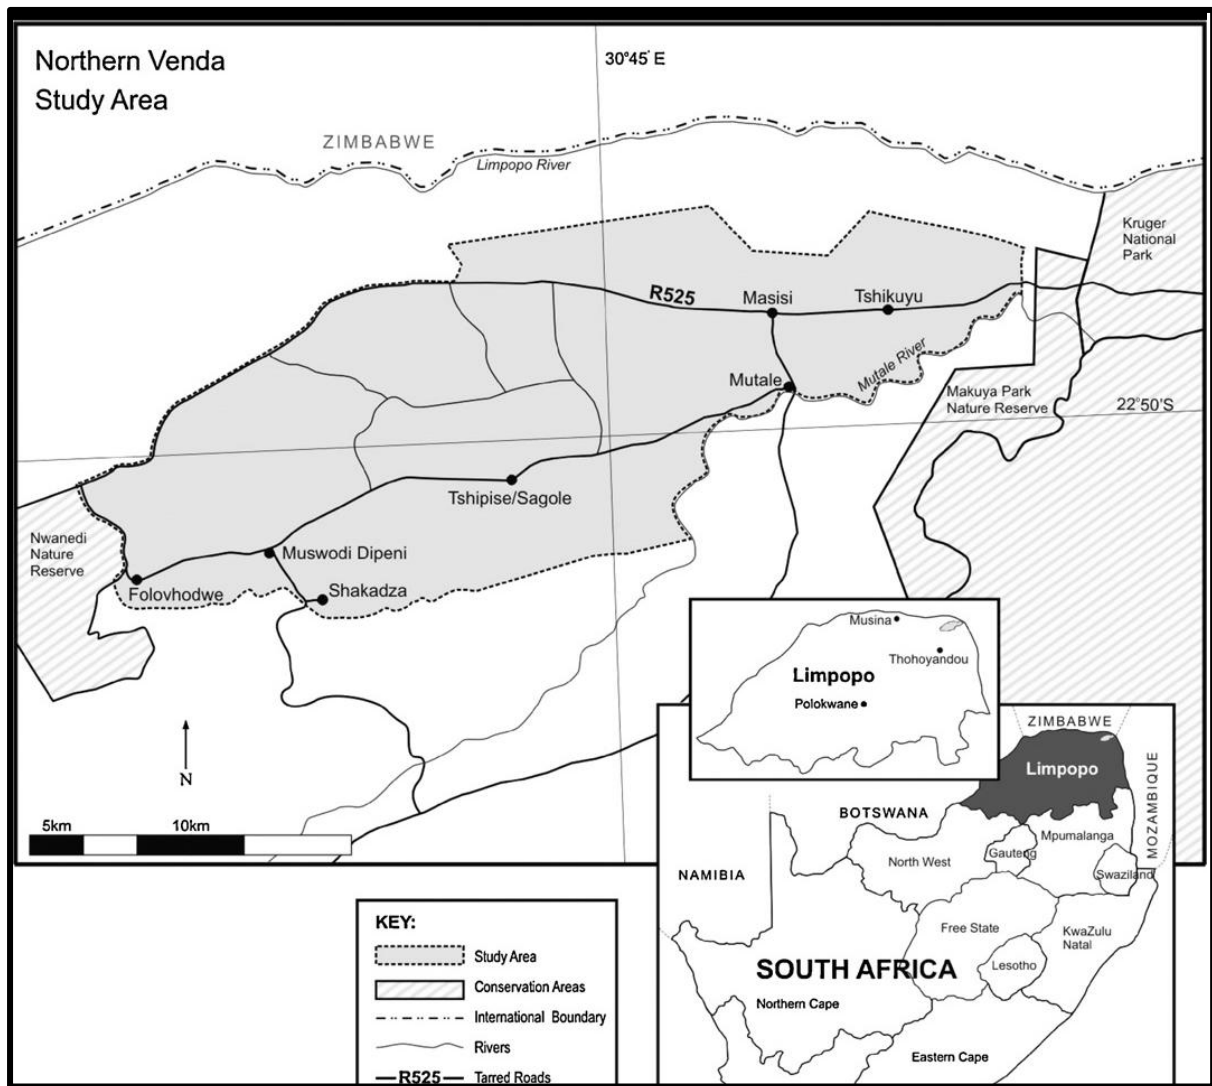 Northern Venda
Study Area
30°45' E
ZIMBABWE
Limpopo River
Kruger
National
Park
R525
Masisi
Tshikuyu
Mutale River
Mutale
Makuya Park
Nature Reserve
22°50'S
Tshipise/Sagole
Nwanedi
Nature
Reserve
Muswodi Dipeni
Folovhodwe
Shakadza
N
5km
10km
Musina
Thohoyandou
Limpopo
Polokwane
ZIMBABWE
Limpopo
MOZAMBIQUE
BOTSWANA
Mpumalanga
North West
Gauteng
Swaziland
NAMIBIA
Free State
KwaZulu
Natal
Lesotho
SOUTH AFRICA
Northern Cape
Eastern Cape
KEY:
Study Area
Conservation Areas
International Boundary
Rivers
R525
Tarred Roads